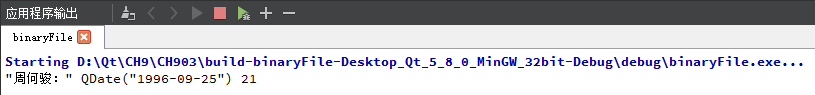 应用程序输出
binaryFile
Starting D:\Qt\CH9\CH903\build-binaryFile-Desktop_Qt_5_8_0_MinGW_32bit-Debug\debug\binaryFile.exe...
"周何骏：" QDate("1996-09-25") 21